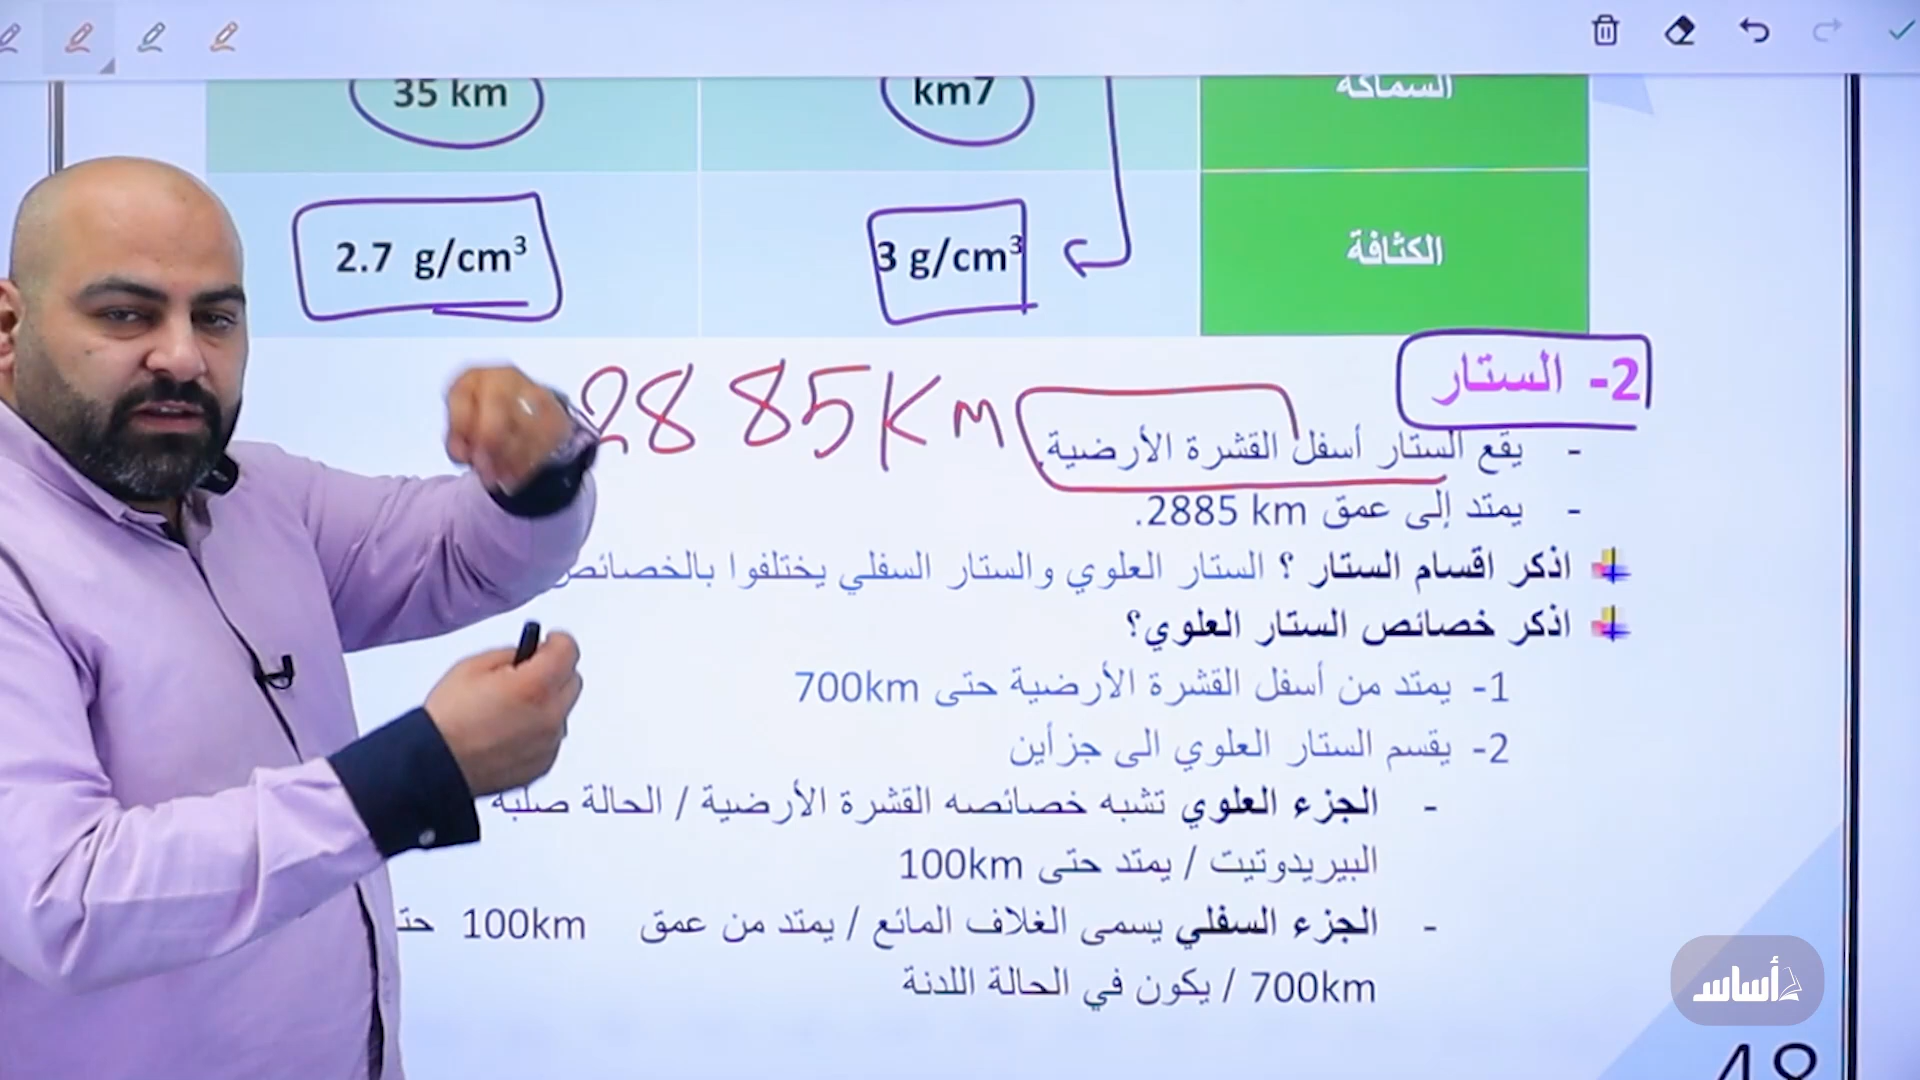 السماكة km7 35 km
الكثافة 3 g/cm³ 2.7 g/cm³
2- الستار
2885Km
- يقع الستار أسفل القشرة الأرضية.
- يمتد إلى عمق 2885 km.
اذكر اقسام الستار ؟ الستار العلوي والستار السفلي يختلفوا بالخصائص
اذكر خصائص الستار العلوي؟
1- يمتد من أسفل القشرة الأرضية حتى 700km
2- يقسم الستار العلوي الى جزأين
- الجزء العلوي تشبه خصائصه القشرة الأرضية / الحالة صلبة
البيريدوتيت / يمتد حتى 100km
- الجزء السفلي يسمى الغلاف المائع / يمتد من عمق 100km
700km / يكون في الحالة اللدنة
أساس
48